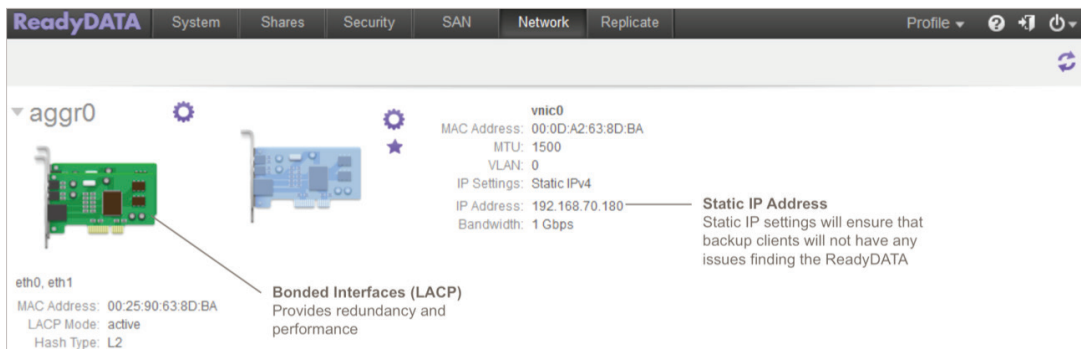 ReadyDATA System Shares Security SAN Network Replicate Profile
aggr0
vnic0
MAC Address: 00:0D:A2:63:8D:BA
MTU: 1500
VLAN: 0
IP Settings: Static IPv4
IP Address: 192.168.70.180
Bandwidth: 1 Gbps
Static IP Address
Static IP settings will ensure that
backup clients will not have any
issues finding the ReadyDATA
eth0, eth1
MAC Address: 00:25:90:63:8D:BA
LACP Mode: active
Hash Type: L2
Bonded Interfaces (LACP)
Provides redundancy and
performance